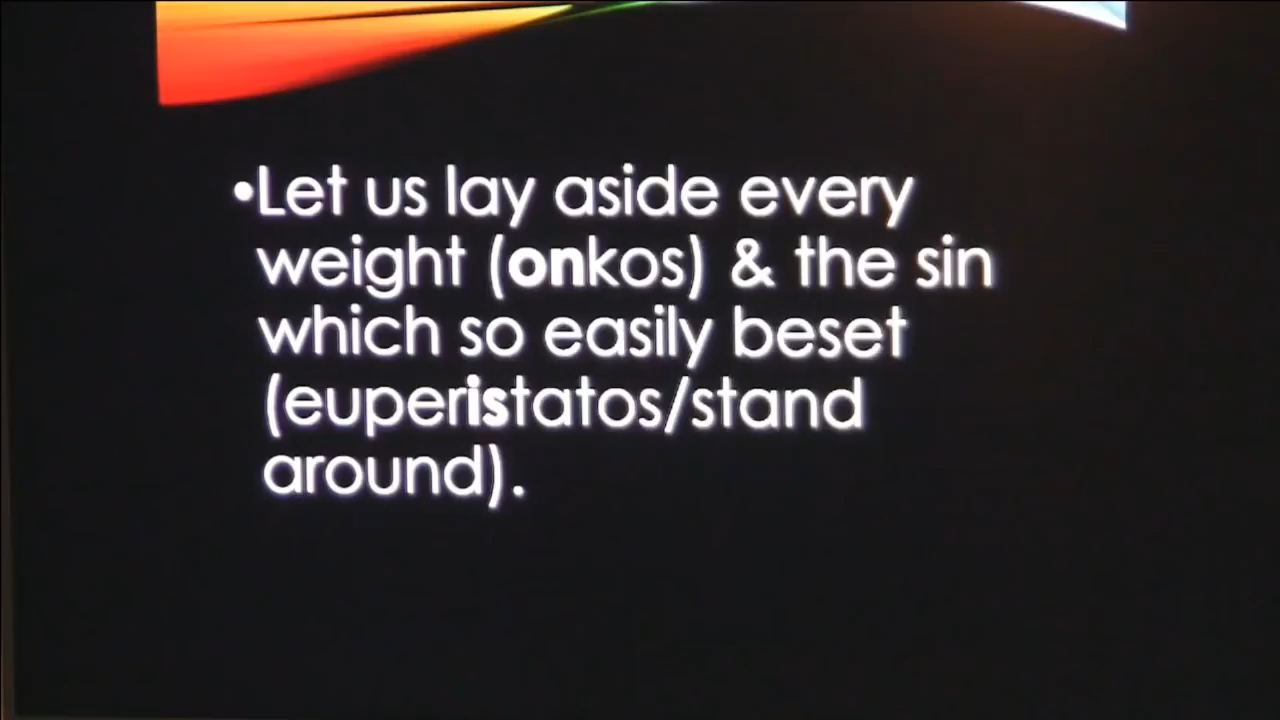 •Let us lay aside every
weight (onkos) & the sin
which so easily beset
(euperistatos/stand
around).